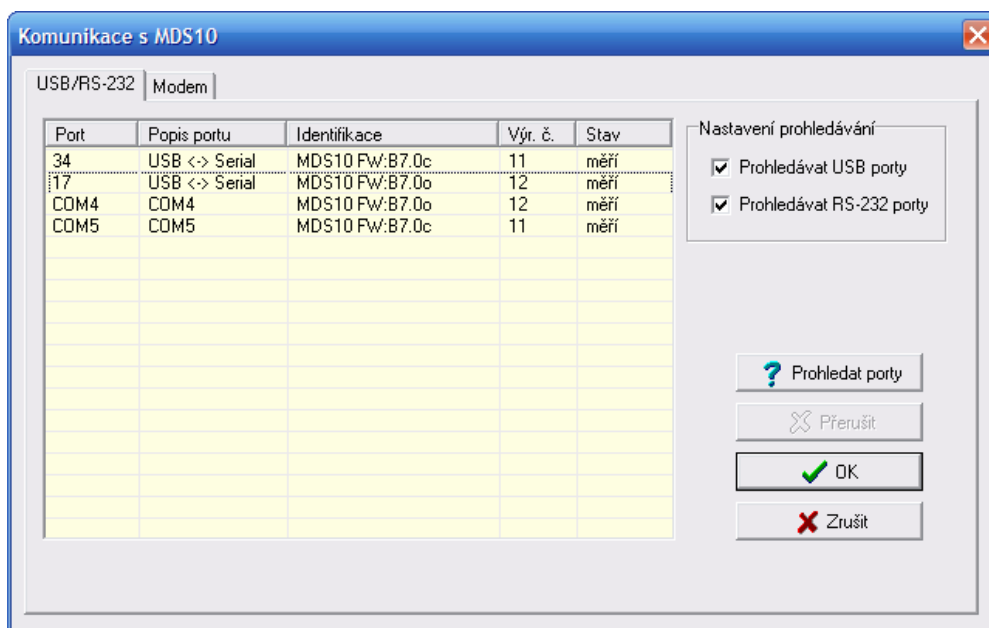 Komunikace s MDS10
USB/RS-232 Modem
Port Popis portu Identifikace Výr. č. Stav
34 USB <-> Serial MDS10 FW:B7.0c 11 měří
17 USB <-> Serial MDS10 FW:B7.0o 12 měří
COM4 COM4 MDS10 FW:B7.0o 12 měří
COM5 COM5 MDS10 FW:B7.0c 11 měří
Nastavení prohledávání
Prohledávat USB porty
Prohledávat RS-232 porty
Prohledat porty
Přerušit
OK
Zrušit